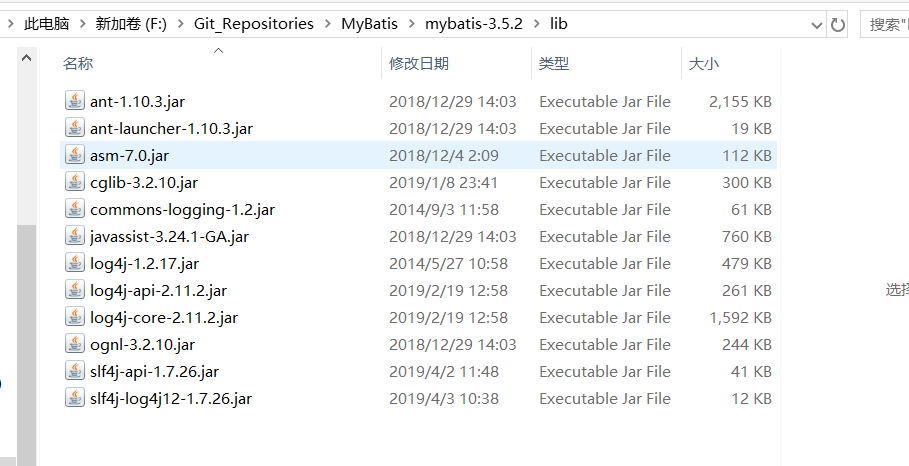 此电脑 > 新加卷 (F:) > Git_Repositories > MyBatis > mybatis-3.5.2 > lib 搜索"l
名称 修改日期 类型 大小
ant-1.10.3.jar 2018/12/29 14:03 Executable Jar File 2,155 KB
ant-launcher-1.10.3.jar 2018/12/29 14:03 Executable Jar File 19 KB
asm-7.0.jar 2018/12/4 2:09 Executable Jar File 112 KB
cglib-3.2.10.jar 2019/1/8 23:41 Executable Jar File 300 KB
commons-logging-1.2.jar 2014/9/3 11:58 Executable Jar File 61 KB
javassist-3.24.1-GA.jar 2018/12/29 14:03 Executable Jar File 760 KB
log4j-1.2.17.jar 2014/5/27 10:58 Executable Jar File 479 KB
log4j-api-2.11.2.jar 2019/2/19 12:58 Executable Jar File 261 KB
选择
log4j-core-2.11.2.jar 2019/2/19 12:58 Executable Jar File 1,592 KB
ognl-3.2.10.jar 2018/12/29 14:03 Executable Jar File 244 KB
slf4j-api-1.7.26.jar 2019/4/2 11:48 Executable Jar File 41 KB
slf4j-log4j12-1.7.26.jar 2019/4/3 10:38 Executable Jar File 12 KB